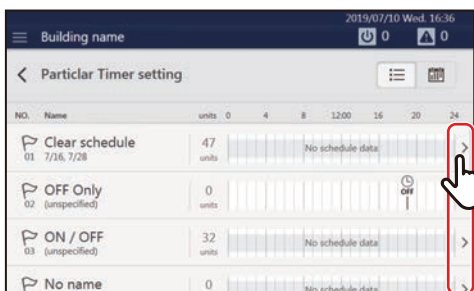 2019/07/10 Wed. 16:36
Building name 0 0
Particlar Timer setting
NO. Name units 0 4 8 12:00 16 20 24
Clear schedule 47 No schedule data
01 7/16, 7/28 units
OFF Only 0 OFF
02 (unspecified) units
ON / OFF 32 No schedule data
03 (unspecified) units
No name 0 No schedule data